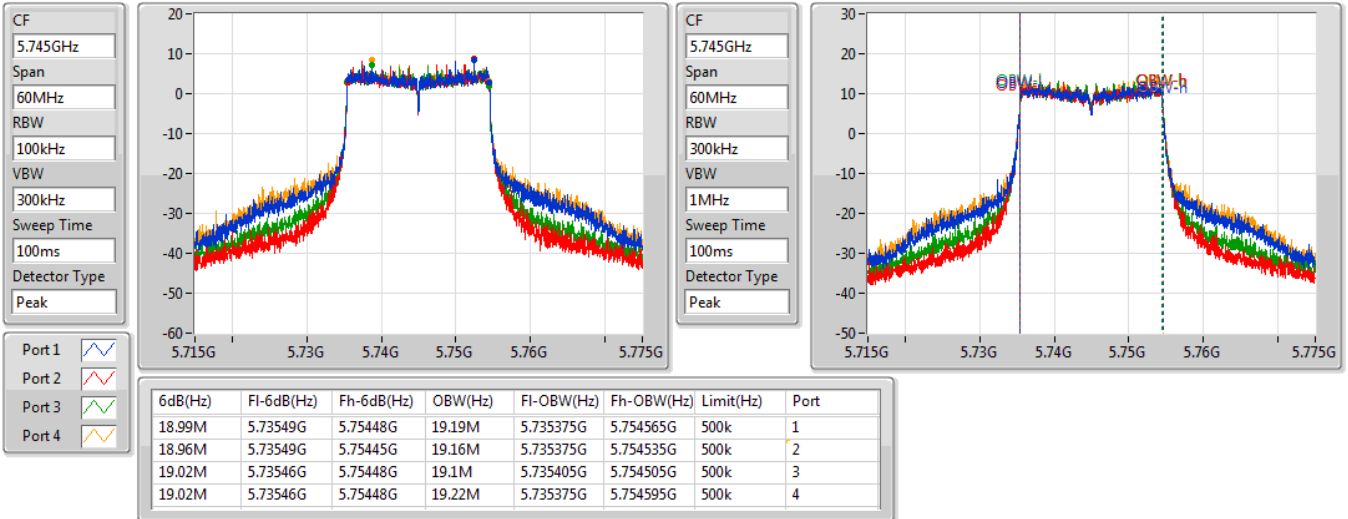 CF
5.745GHz
Span
60MHz
RBW
100kHz
VBW
300kHz
Sweep Time
100ms
Detector Type
Peak
20
10
0
-10
-20
-30
-40
-50
-60
5.715G 5.73G 5.74G 5.75G 5.76G 5.775G
CF
5.745GHz
Span
60MHz
RBW
300kHz
VBW
1MHz
Sweep Time
100ms
Detector Type
Peak
30
20
10
0
-10
-20
-30
-40
-50
OBW-l OBW-h
5.715G 5.73G 5.74G 5.75G 5.76G 5.775G
Port 1
Port 2
Port 3
Port 4
6dB(Hz) Fl-6dB(Hz) Fh-6dB(Hz) OBW(Hz) Fl-OBW(Hz) Fh-OBW(Hz) Limit(Hz) Port
18.99M 5.73549G 5.75448G 19.19M 5.735375G 5.754565G 500k 1
18.96M 5.73549G 5.75445G 19.16M 5.735375G 5.754535G 500k 2
19.02M 5.73546G 5.75448G 19.1M 5.735405G 5.754505G 500k 3
19.02M 5.73546G 5.75448G 19.22M 5.735375G 5.754595G 500k 4